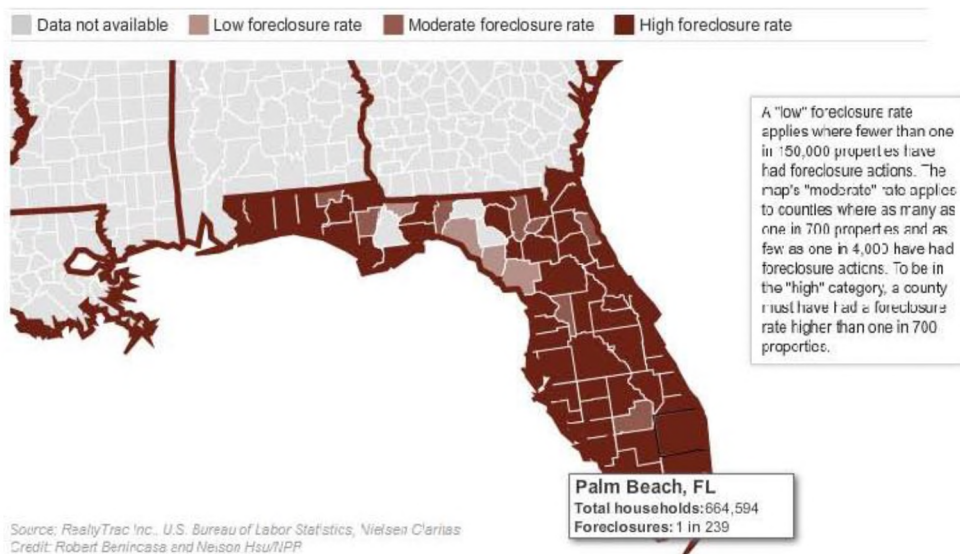 Data not available Low foreclosure rate Moderate foreclosure rate High foreclosure rate
A "low" foreclosure rate
applies where fewer than one
in 150,000 properties have
had foreclosure actions. The
map's "moderate" rate applies
to counties where as many as
one in 700 properties and as
few as one in 4,000 have had
foreclosure actions. To be in
the "high" category, a county
must have had a foreclosure
rate higher than one in 700
properties.
Palm Beach, FL
Total households: 664,594
Foreclosures: 1 in 239
Source: RealtyTrac Inc., U.S. Bureau of Labor Statistics, Nielsen Claritas
Credit: Robert Benincasa and Nelson Hsu/NPR